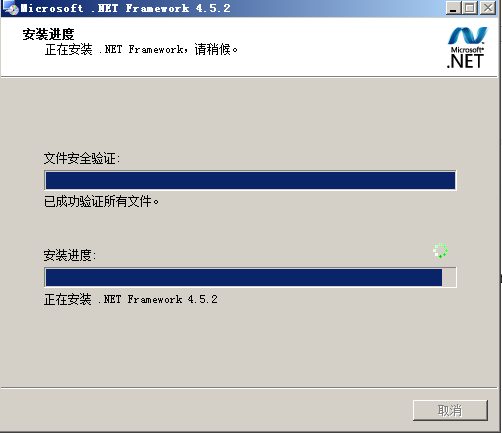 Microsoft .NET Framework 4.5.2
安装进度
正在安装 .NET Framework，请稍候。
Microsoft®
.NET
文件安全验证:
已成功验证所有文件。
安装进度:
正在安装 .NET Framework 4.5.2
取消